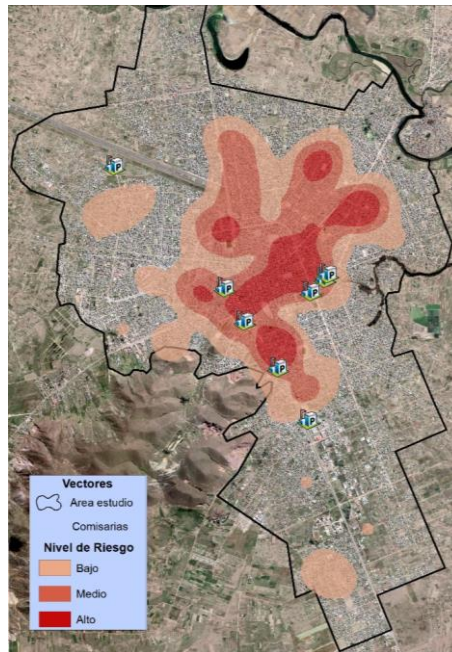 P
P
P
P
P
P
P
Vectores
Area estudio
Comisarias
Nivel de Riesgo
Bajo
Medio
Alto